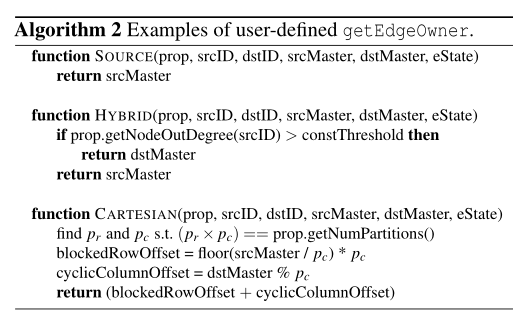 Algorithm 2 Examples of user-defined getEdgeOwner.
function SOURCE(prop, srcID, dstID, srcMaster, dstMaster, eState)
return srcMaster
function HYBRID(prop, srcID, dstID, srcMaster, dstMaster, eState)
if prop.getNodeOutDegree(srcID) > constThreshold then
return dstMaster
return srcMaster
function CARTESIAN(prop, srcID, dstID, srcMaster, dstMaster, eState)
find p_r and p_c s.t. (p_r × p_c) == prop.getNumPartitions()
blockedRowOffset = floor(srcMaster / p_c) * p_c
cyclicColumnOffset = dstMaster % p_c
return (blockedRowOffset + cyclicColumnOffset)